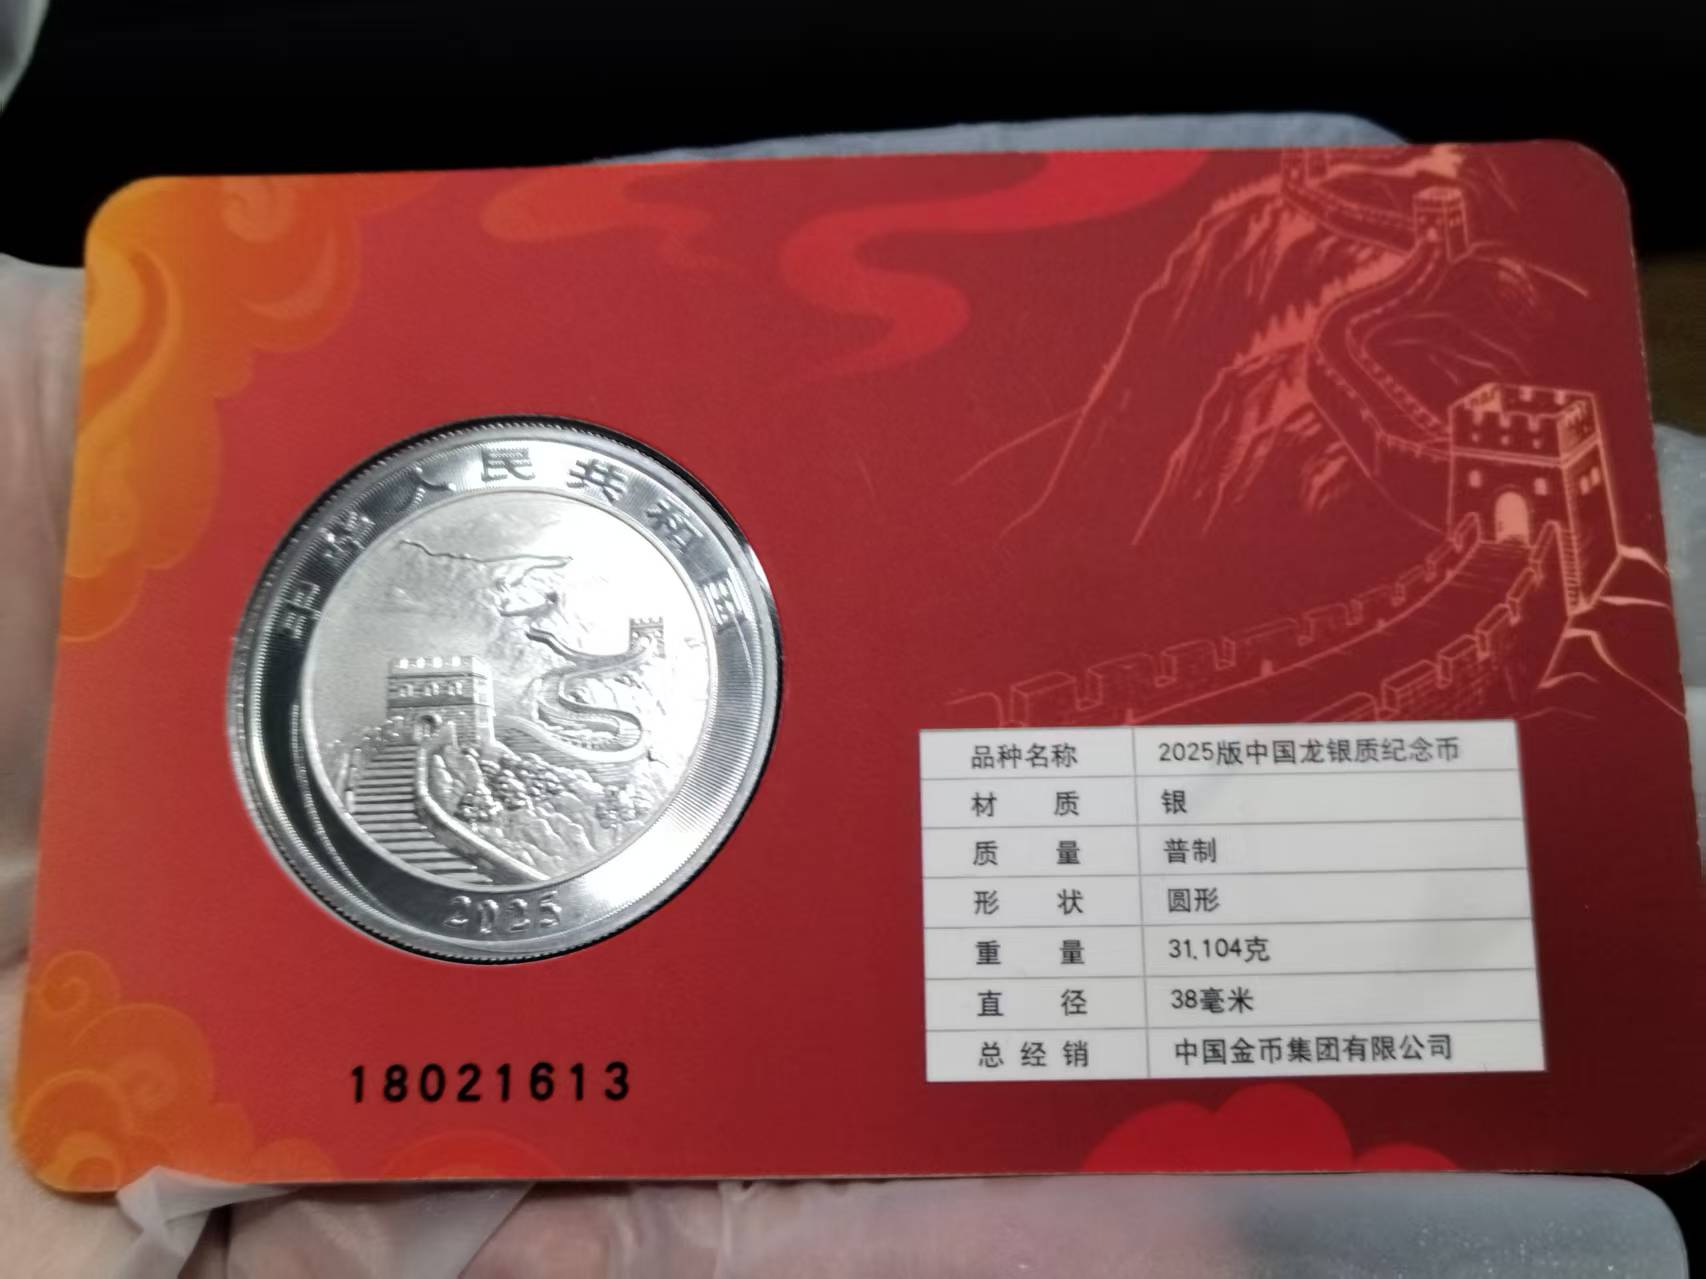 中华人民共和国
2025
18021613
品种名称 2025版中国龙银质纪念币
材质 银
质量 普制
形状 圆形
重量 31.104克
直径 38毫米
总经销 中国金币集团有限公司